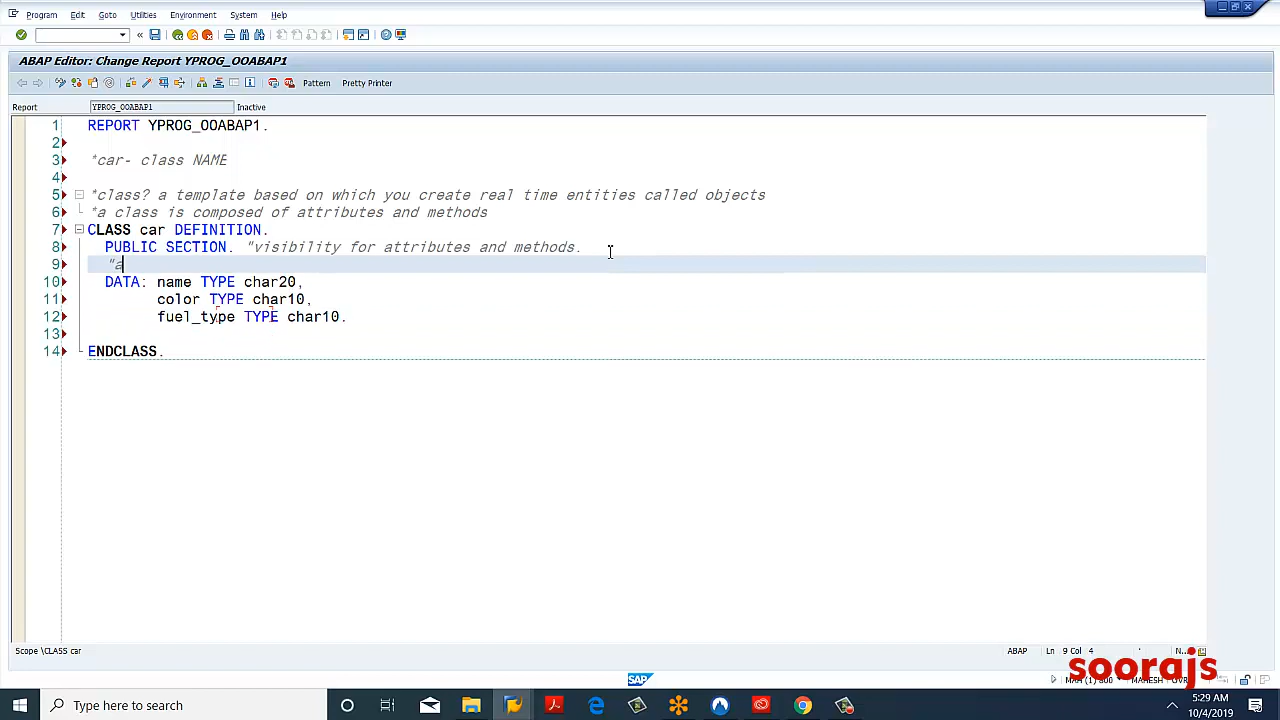 Program Edit Goto Utilities Environment System Help
ABAP Editor: Change Report YPROG_OOABAP1
Pattern Pretty Printer
Report YPROG_OOABAP1 Inactive
1 REPORT YPROG_OOABAP1.
2
3 *car- class NAME
4
5 *class? a template based on which you create real time entities called objects
6 *a class is composed of attributes and methods
7 CLASS car DEFINITION.
8 PUBLIC SECTION. "visibility for attributes and methods.
9 "a
10 DATA: name TYPE char20,
11 color TYPE char10,
12 fuel_type TYPE char10.
13
14 ENDCLASS.
Scope \CLASS car ABAP Ln 9 Col 4
soorajs
SAP
Type here to search
5:29 AM
10/4/2019